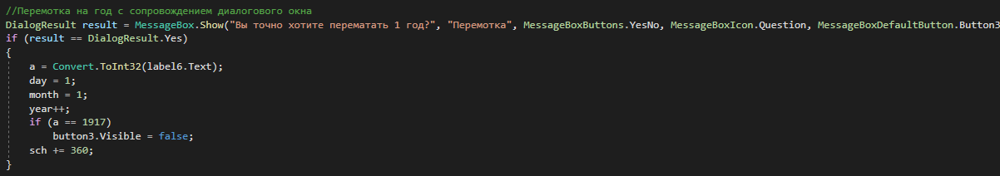 //Перемотка на год с сопровождением диалогового окна
DialogResult result = MessageBox.Show("Вы точно хотите перематать 1 год?", "Перемотка", MessageBoxButtons.YesNo, MessageBoxIcon.Question, MessageBoxDefaultButton.Button3
if (result == DialogResult.Yes)
{
a = Convert.ToInt32(label6.Text);
day = 1;
month = 1;
year++;
if (a == 1917)
button3.Visible = false;
sch += 360;
}